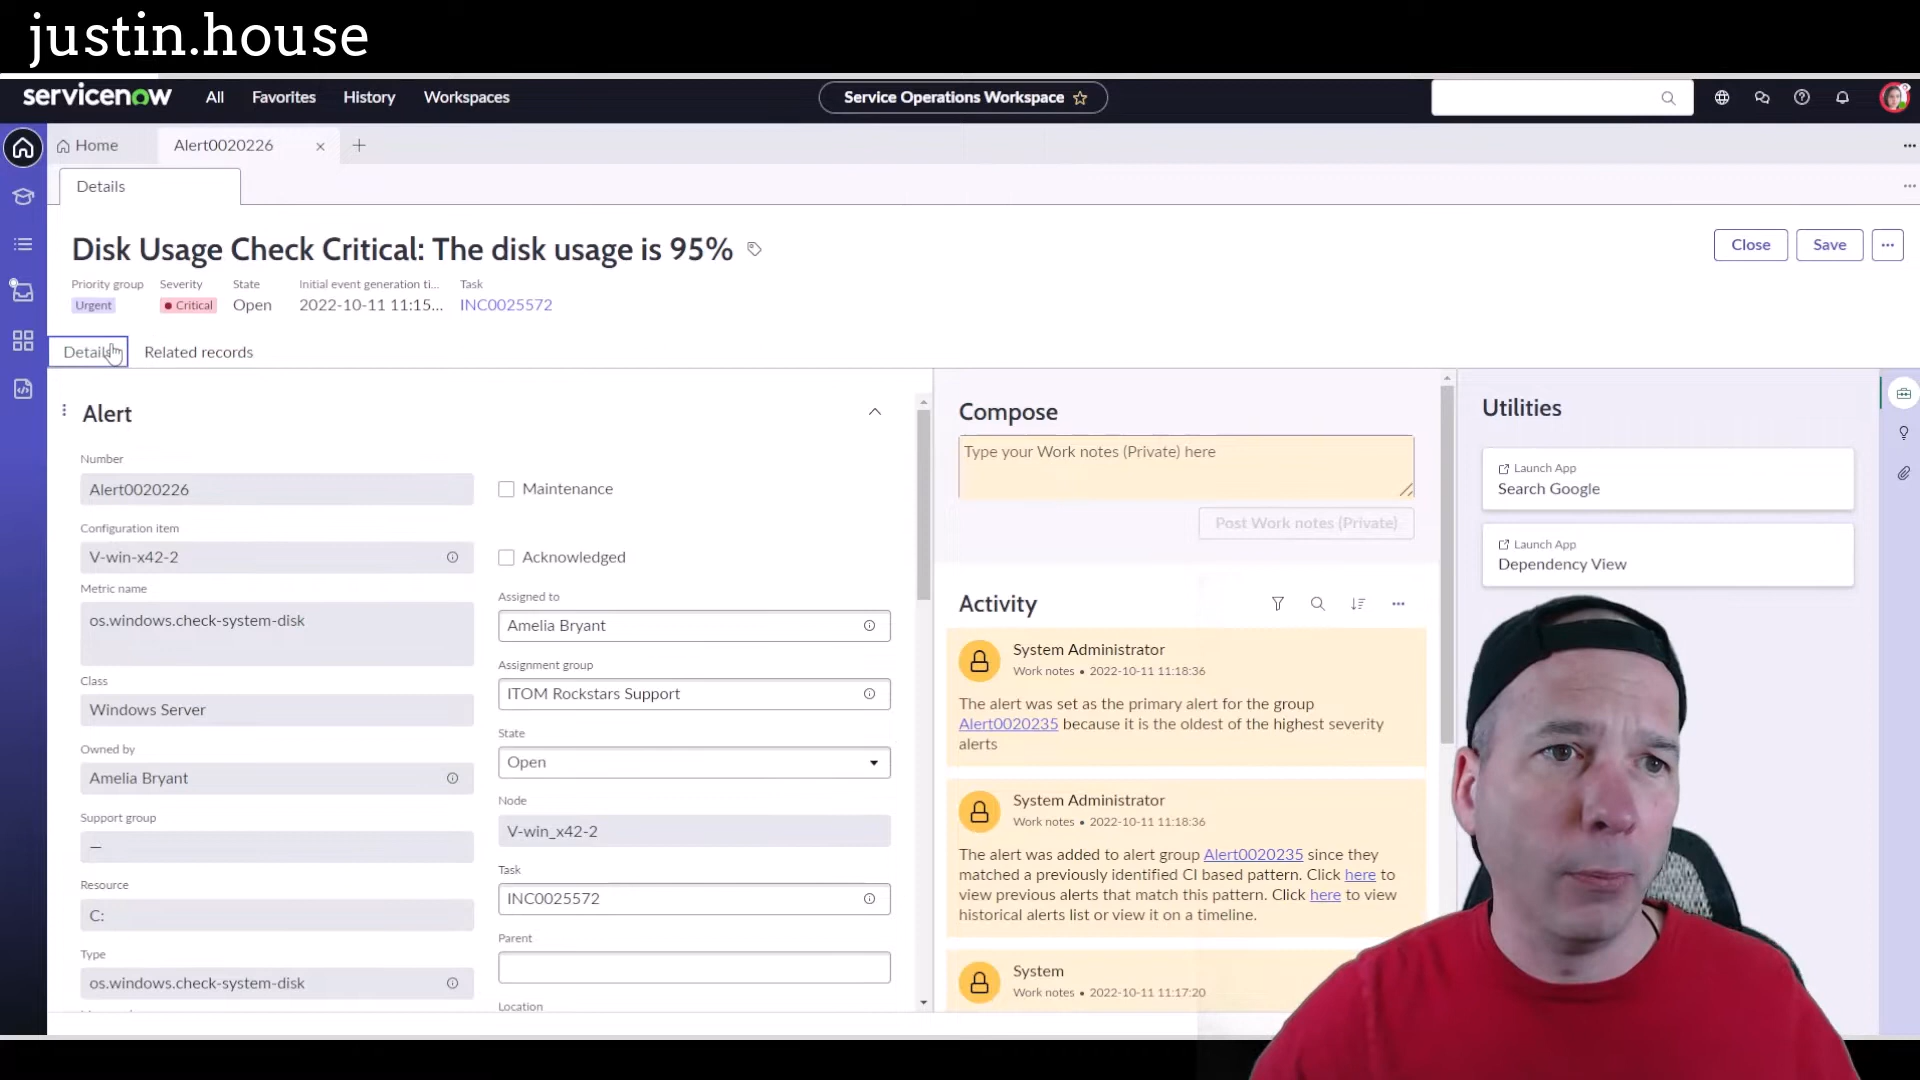 justin.house
servicenow
All
Favorites
History
Workspaces
Service Operations Workspace
Home
Alert0020226
Details
Disk Usage Check Critical: The disk usage is 95%
Close
Save
Priority group
Severity
State
Initial event generation ti...
Task
Urgent
Critical
Open
2022-10-11 11:15...
INC0025572
Details
Related records
Alert
Number
Alert0020226
Configuration item
V-win-x42-2
Metric name
os.windows.check-system-disk
Class
Windows Server
Owned by
Amelia Bryant
Support group
—
Resource
C:
Type
os.windows.check-system-disk
Maintenance
Acknowledged
Assigned to
Amelia Bryant
Assignment group
ITOM Rockstars Support
State
Open
Node
V-win_x42-2
Task
INC0025572
Parent
Location
Compose
Type your Work notes (Private) here
Post Work notes (Private)
Activity
System Administrator
Work notes • 2022-10-11 11:18:36
The alert was set as the primary alert for the group
Alert0020235 because it is the oldest of the highest severity
alerts
System Administrator
Work notes • 2022-10-11 11:18:36
The alert was added to alert group Alert0020235 since they
matched a previously identified CI based pattern. Click here to
view previous alerts that match this pattern. Click here to view
historical alerts list or view it on a timeline.
System
Work notes • 2022-10-11 11:17:20
Utilities
Launch App
Search Google
Launch App
Dependency View